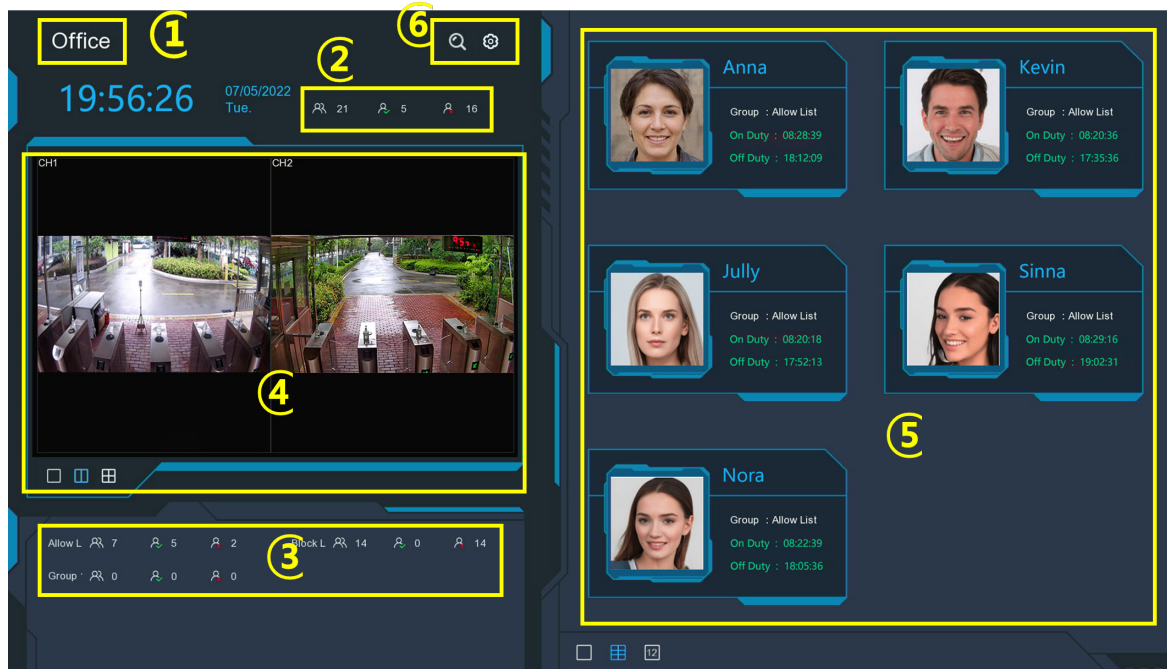 Office
①
⑥
②
19:56:26
07/05/2022
Tue.
21 5 16
CH1 CH2
④
Allow L 7 5 2 Block L 14 0 14
③
Group 0 0 0
Anna
Group : Allow List
On Duty : 08:28:39
Off Duty : 18:12:09
Kevin
Group : Allow List
On Duty : 08:20:36
Off Duty : 17:35:36
Jully
Group : Allow List
On Duty : 08:20:18
Off Duty : 17:52:13
Sinna
Group : Allow List
On Duty : 08:29:16
Off Duty : 19:02:31
⑤
Nora
Group : Allow List
On Duty : 08:22:39
Off Duty : 18:05:36
12